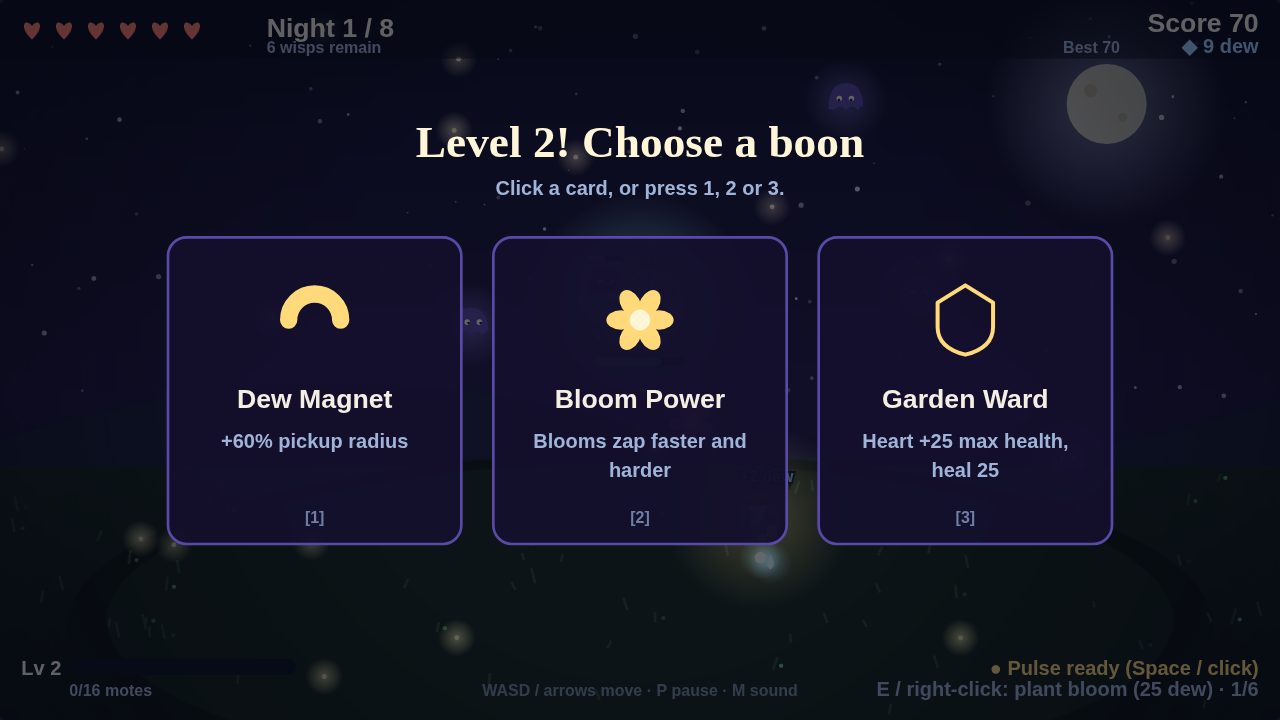 Night 1 / 8
6 wisps remain
Score 70
Best 70
◆ 9 dew
Level 2! Choose a boon
Click a card, or press 1, 2 or 3.
Dew Magnet
+60% pickup radius
[1]
Bloom Power
Blooms zap faster and
harder
[2]
Garden Ward
Heart +25 max health,
heal 25
[3]
Lv 2
0/16 motes
WASD / arrows move · P pause · M sound
● Pulse ready (Space / click)
E / right-click: plant bloom (25 dew) · 1/6